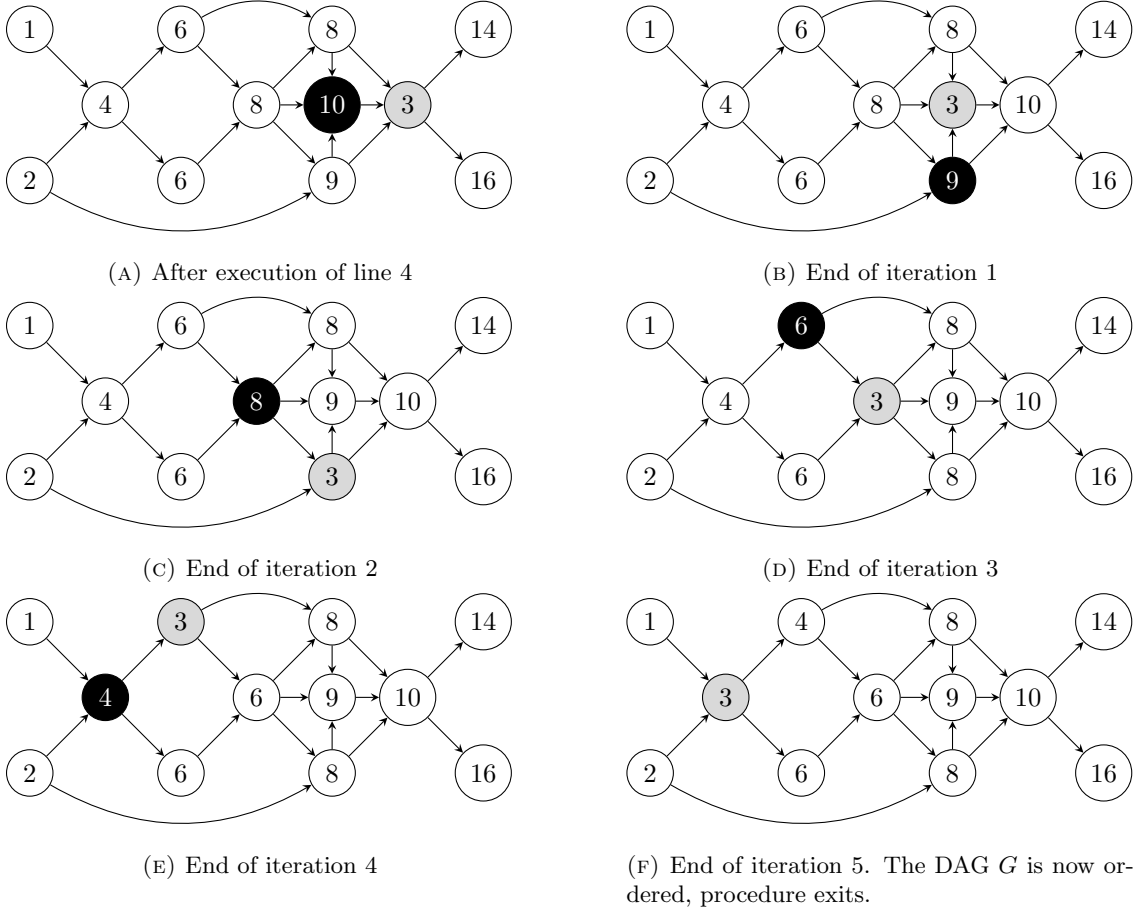 1 6 8 14
4 8 10 3
2 6 9 16
(A) After execution of line 4
1 6 8 14
4 8 3 10
2 6 9 16
(B) End of iteration 1
1 6 8 14
4 8 9 10
2 6 3 16
(C) End of iteration 2
1 6 8 14
4 3 9 10
2 6 8 16
(D) End of iteration 3
1 3 8 14
4 6 9 10
2 6 8 16
(E) End of iteration 4
1 4 8 14
3 6 9 10
2 6 8 16
(F) End of iteration 5. The DAG G is now or-
dered, procedure exits.